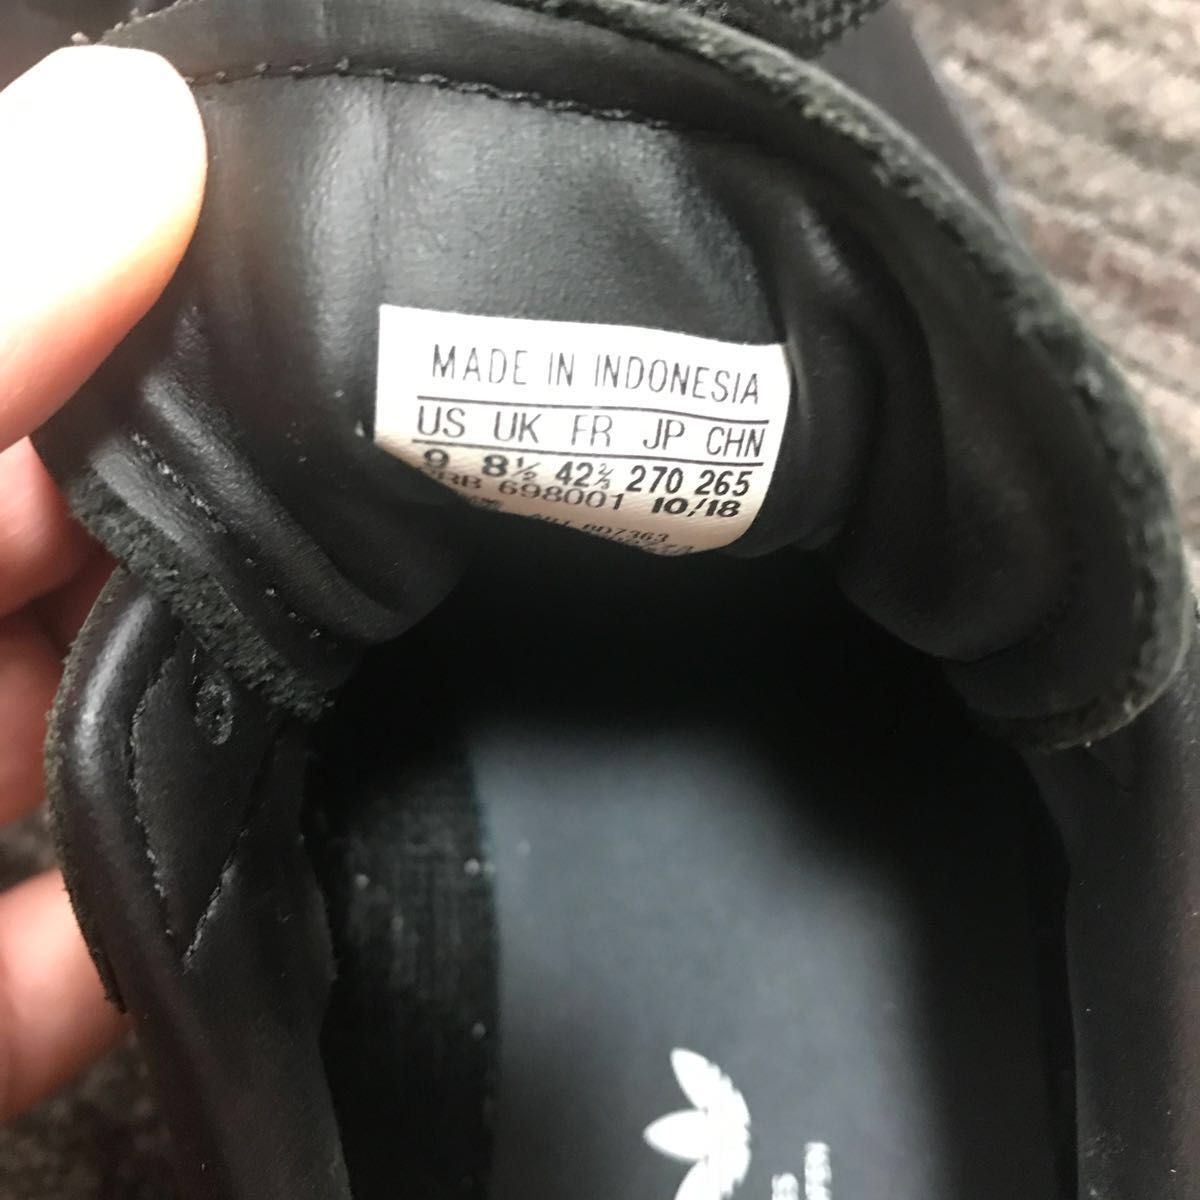 MADE IN INDONESIA
US UK FR JP CHN
9 8½ 42⅔ 270 265
698001 10/18